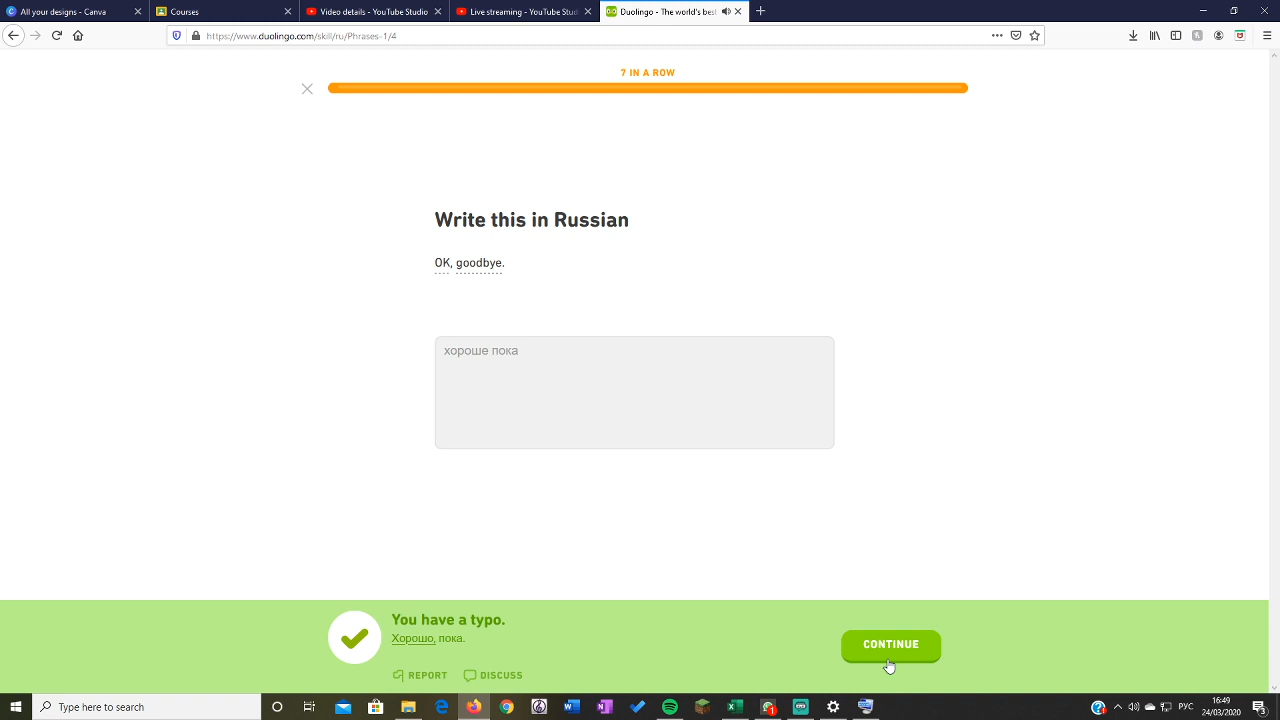 All your designs - Canva
Courses
Video details - YouTube Studio
Live streaming - YouTube Studi
Duolingo - The world's best
https://www.duolingo.com/skill/ru/Phrases-1/4
7 IN A ROW
Write this in Russian
OK, goodbye.
хороше пока
You have a typo.
Хорошо, пока.
REPORT
DISCUSS
CONTINUE
Type here to search
РУС
16:49
24/03/2020